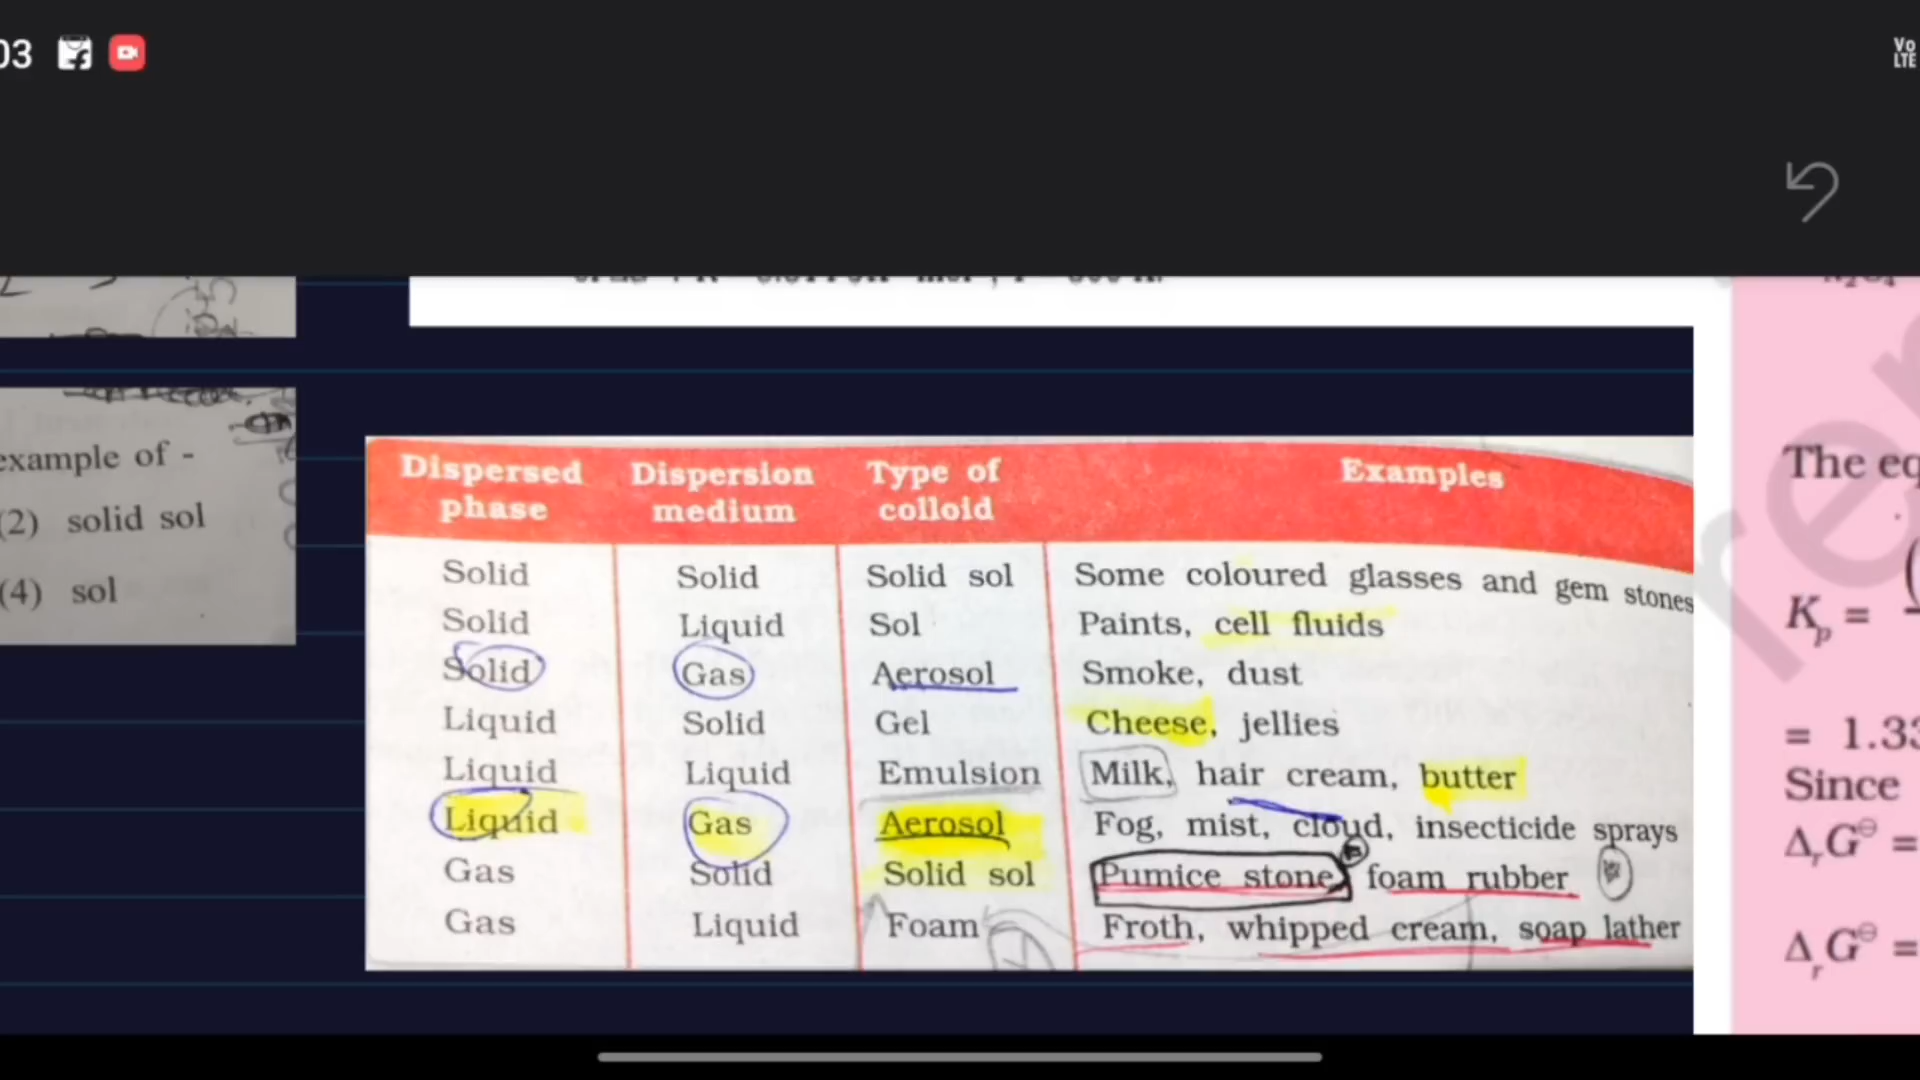 03
Vo
LTE
example of -
(2) solid sol
(4) sol
Dispersed phase Dispersion medium Type of colloid Examples
Solid Solid Solid sol Some coloured glasses and gem stones
Solid Liquid Sol Paints, cell fluids
Solid Gas Aerosol Smoke, dust
Liquid Solid Gel Cheese, jellies
Liquid Liquid Emulsion Milk, hair cream, butter
Liquid Gas Aerosol Fog, mist, cloud, insecticide sprays
Gas Solid Solid sol Pumice stone, foam rubber
Gas Liquid Foam Froth, whipped cream, soap lather
The eq
Kp =
= 1.33
Since
ΔrG⊖ =
ΔrG⊖ =